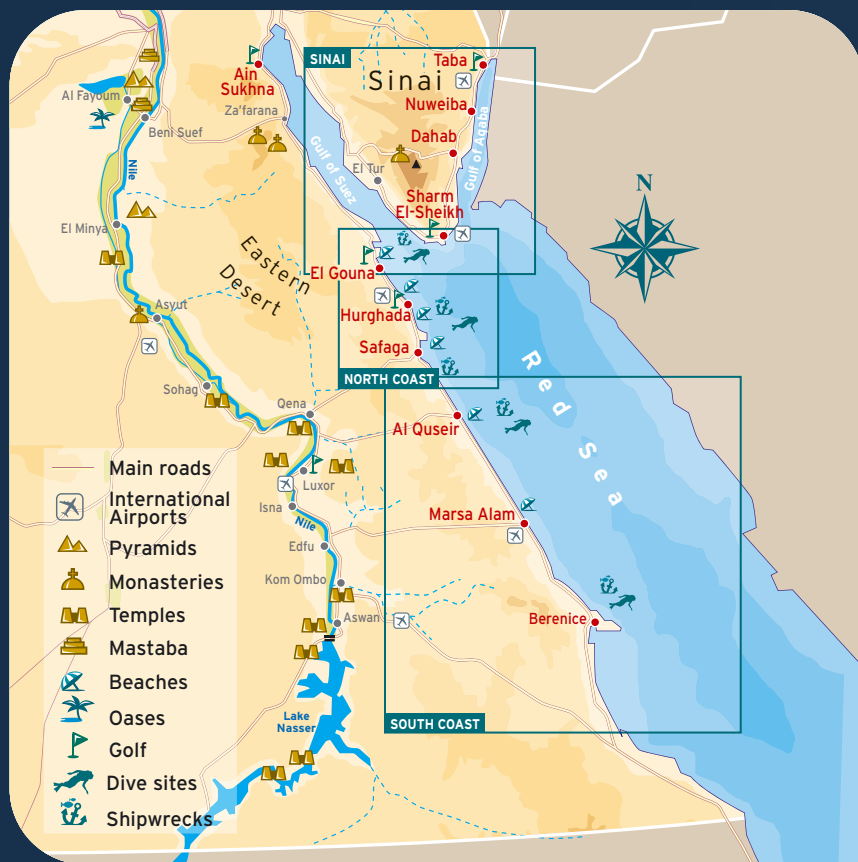 SINAI
Sinai
Taba
Ain
Sukhna
Nuweiba
Al Fayoum
Za'farana
Beni Suef
Dahab
Gulf of Suez
Gulf of Aqaba
Nile
El Tur
Sharm
El-Sheikh
N
El Minya
Eastern
Desert
El Gouna
Asyut
Hurghada
Safaga
NORTH COAST
Red Sea
Sohag
Qena
Al Quseir
Luxor
Isna
Nile
Marsa Alam
Edfu
Kom Ombo
Aswan
Berenice
Lake
Nasser
SOUTH COAST
Main roads
International
Airports
Pyramids
Monasteries
Temples
Mastaba
Beaches
Oases
Golf
Dive sites
Shipwrecks